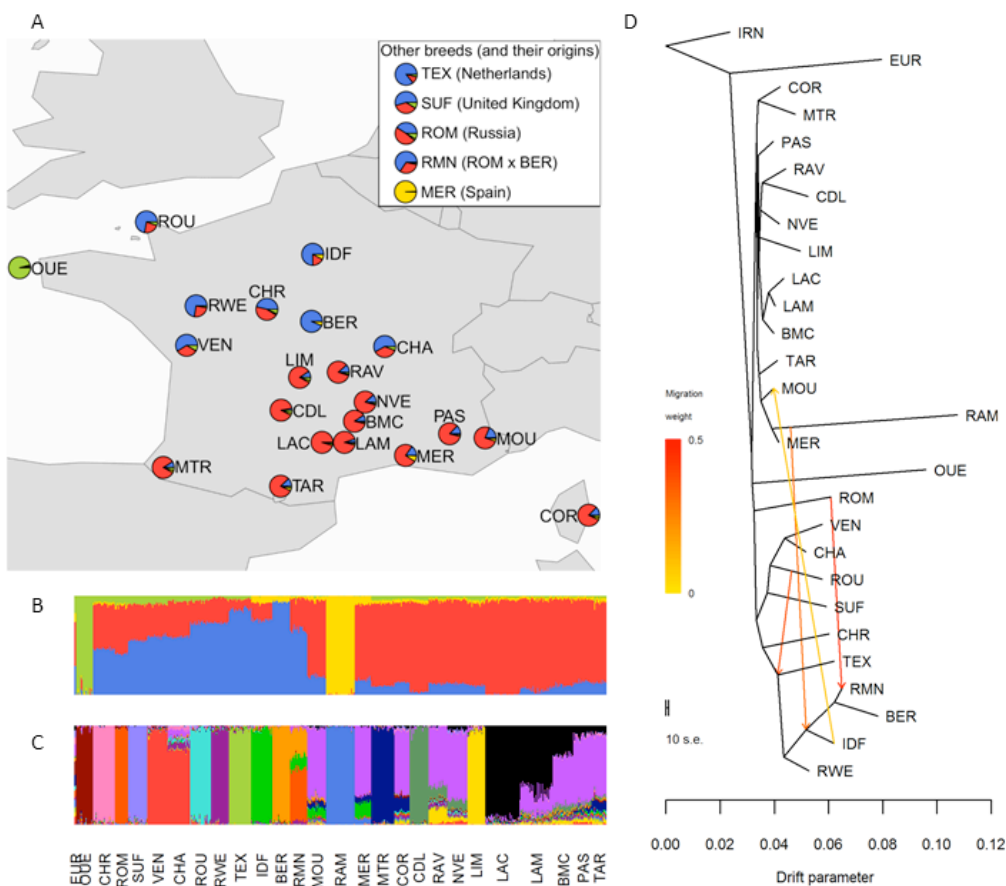 A
Other breeds (and their origins)
TEX (Netherlands)
SUF (United Kingdom)
ROM (Russia)
RMN (ROM x BER)
MER (Spain)
ROU
OUE
IDF
CHR
RWE
BER
VEN
CHA
LIM
RAV
CDL
NVE
BMC
PAS
LAC
LAM
MOU
MER
MTR
TAR
COR
B
C
EUR
OUE
CHR
ROM
SUF
VEN
CHA
ROU
RWE
TEX
IDF
BER
RMN
MOU
RAM
MER
MTR
COR
CDL
RAV
NVE
LIM
LAC
LAM
BMC
PAS
TAR
D
IRN
EUR
COR
MTR
PAS
RAV
CDL
NVE
LIM
LAC
LAM
BMC
TAR
MOU
RAM
MER
OUE
ROM
VEN
CHA
ROU
SUF
CHR
TEX
RMN
BER
IDF
RWE
Migration
weight
0.5
0
10 s.e.
0.00 0.02 0.04 0.06 0.08 0.10 0.12
Drift parameter